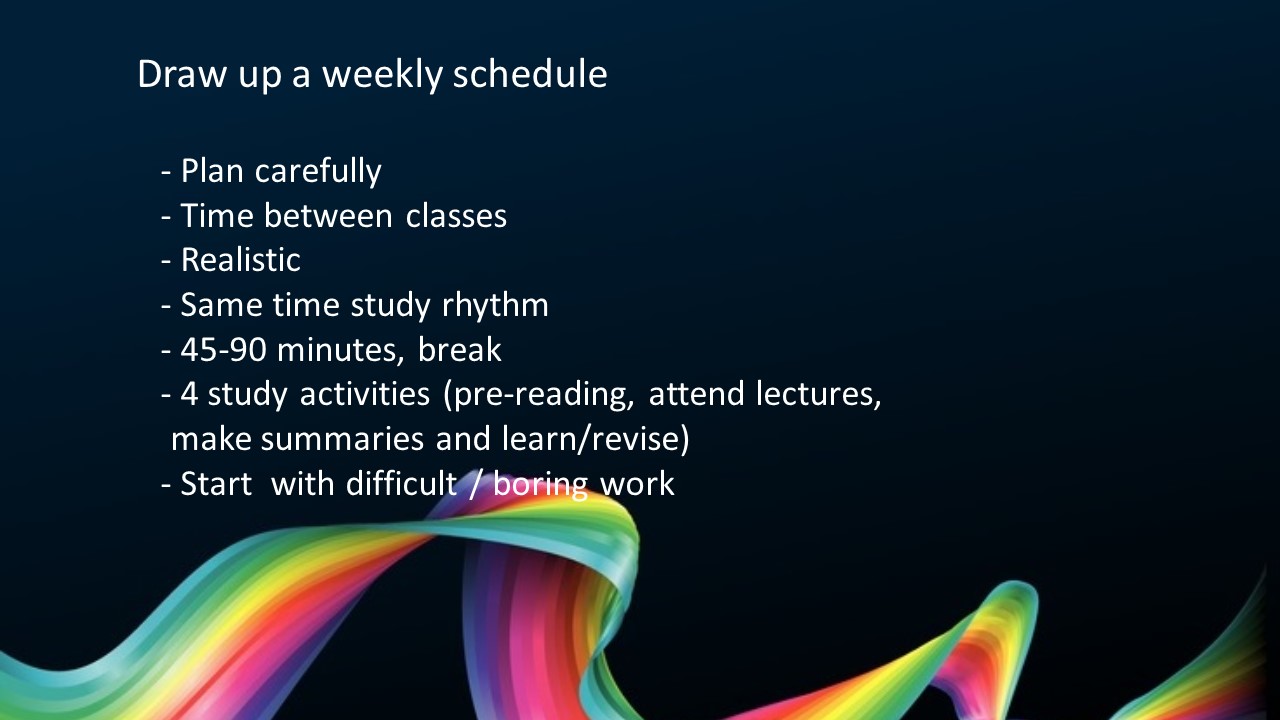 Draw up a weekly schedule
- Plan carefully
- Time between classes
- Realistic
- Same time study rhythm
- 45-90 minutes, break
- 4 study activities (pre-reading, attend lectures,
make summaries and learn/revise)
- Start  with difficult / boring work